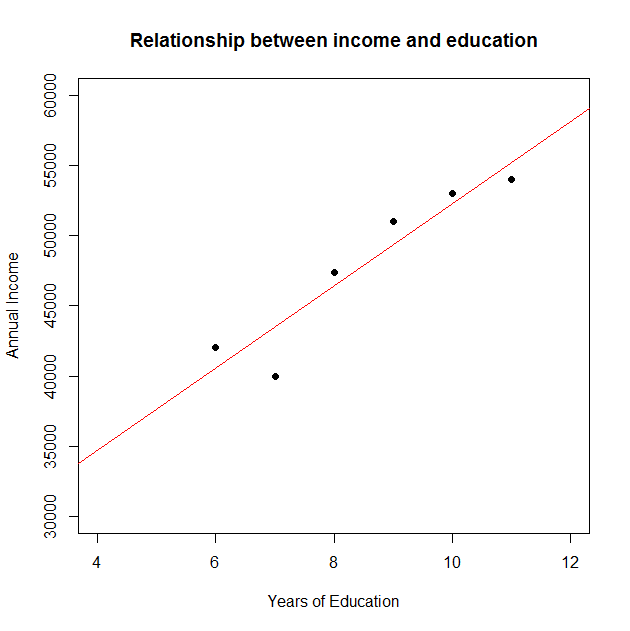 Relationship between income and education
60000
55000
50000
45000
40000
35000
30000
Annual Income
4 6 8 10 12
Years of Education